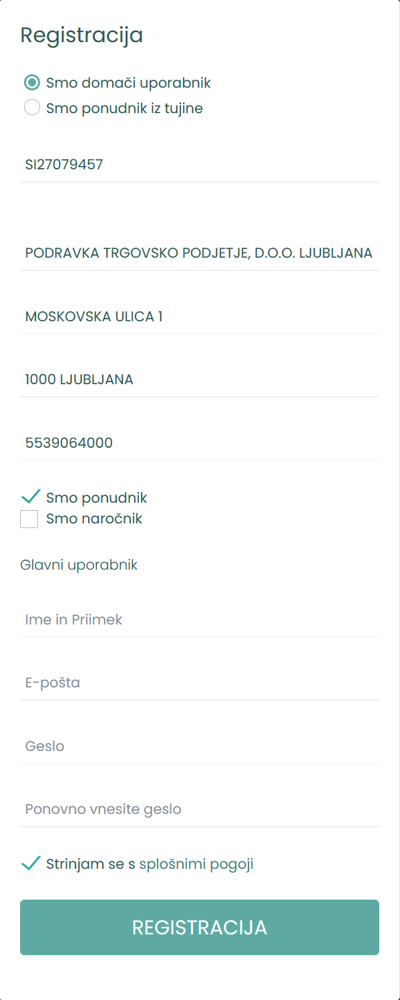 Registracija
Smo domači uporabnik
Smo ponudnik iz tujine
SI27079457
PODRAVKA TRGOVSKO PODJETJE, D.O.O. LJUBLJANA
MOSKOVSKA ULICA 1
1000 LJUBLJANA
5539064000
Smo ponudnik
Smo naročnik
Glavni uporabnik
Ime in Priimek
E-pošta
Geslo
Ponovno vnesite geslo
Strinjam se s splošnimi pogoji
REGISTRACIJA